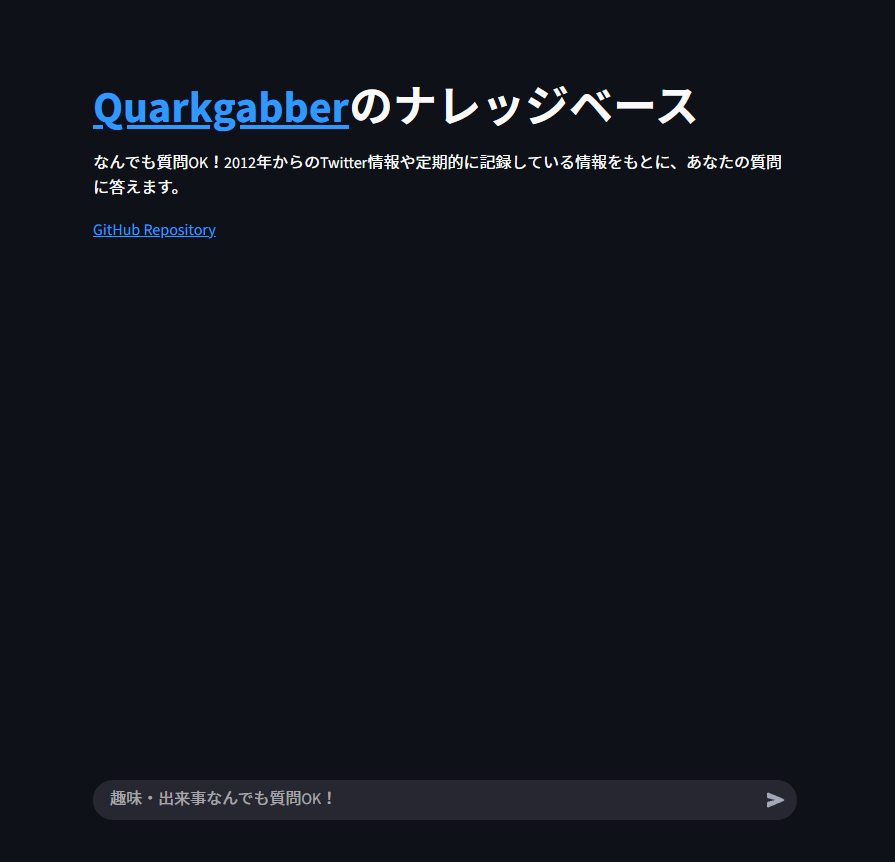 Quarkgabberのナレッジベース
なんでも質問OK！2012年からのTwitter情報や定期的に記録している情報をもとに、あなたの質問
に答えます。
GitHub Repository
趣味・出来事なんでも質問OK！